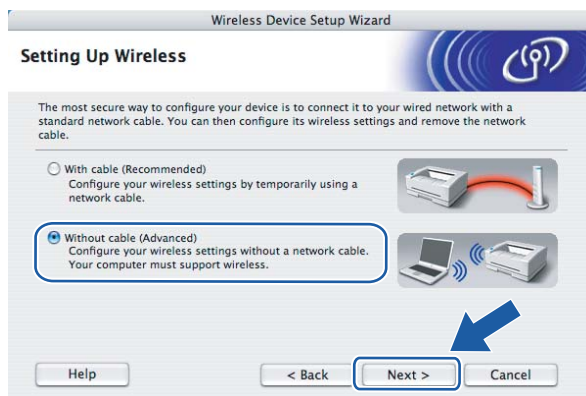 Wireless Device Setup Wizard
Setting Up Wireless
The most secure way to configure your device is to connect it to your wired network with a
standard network cable. You can then configure its wireless settings and remove the network
cable.
With cable (Recommended)
Configure your wireless settings by temporarily using a
network cable.
Without cable (Advanced)
Configure your wireless settings without a network cable.
Your computer must support wireless.
Help
< Back
Next >
Cancel